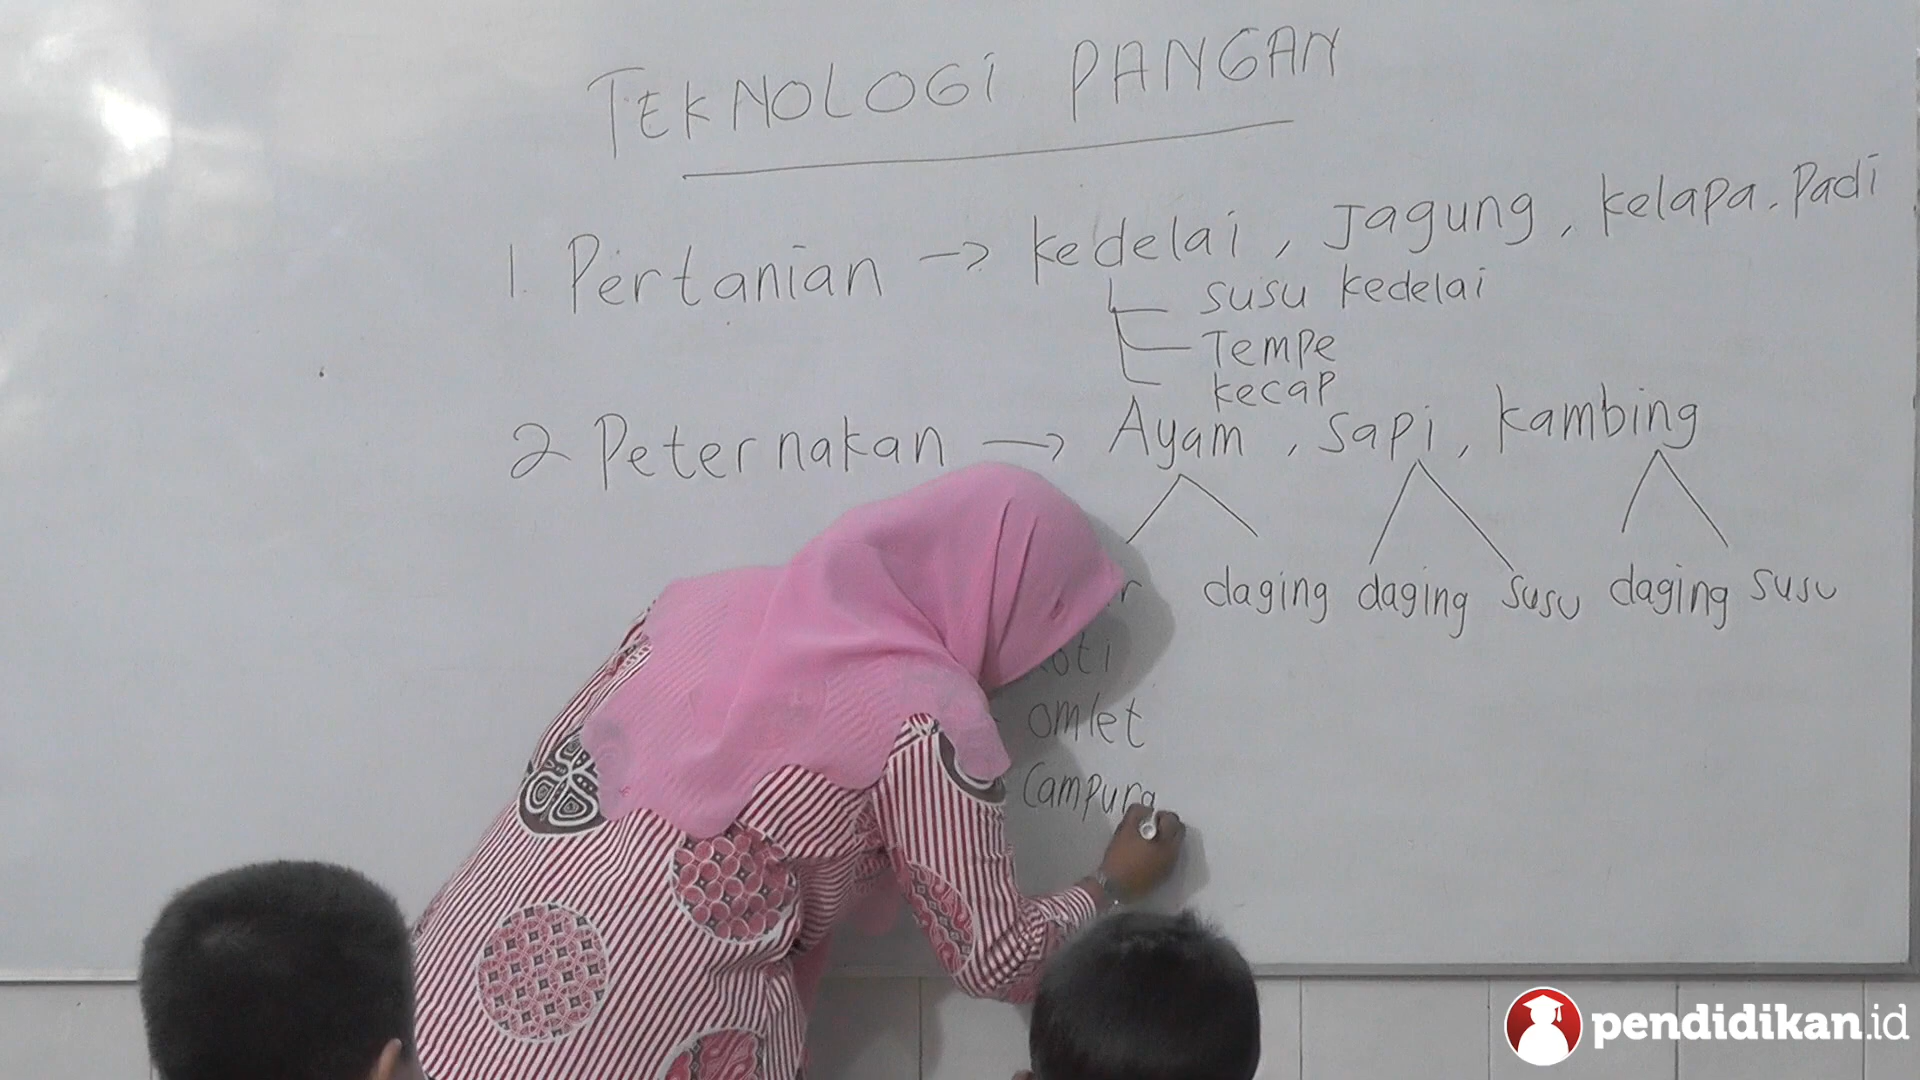 TEKNOLOGI PANGAN
1. Pertanian → kedelai, Jagung, kelapa. Padi
susu kedelai
Tempe
kecap
2 Peternakan → Ayam, sapi, kambing
daging daging susu daging susu
omlet
pendidikan.id